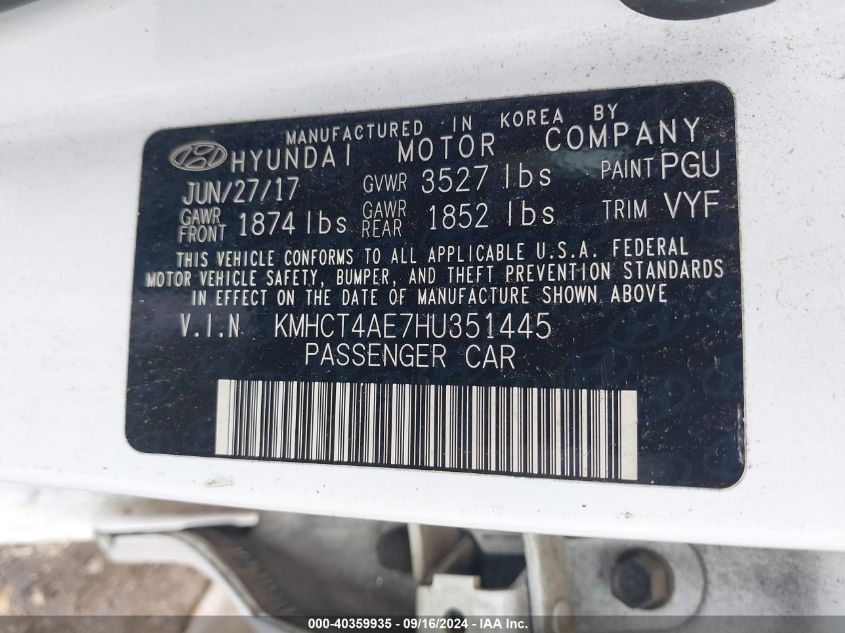 MANUFACTURED IN KOREA BY
HYUNDAI MOTOR COMPANY
JUN/27/17 GVWR 3527 lbs PAINT PGU
GAWR FRONT 1874 lbs GAWR REAR 1852 lbs TRIM VYF
THIS VEHICLE CONFORMS TO ALL APPLICABLE U.S.A. FEDERAL
MOTOR VEHICLE SAFETY, BUMPER, AND THEFT PREVENTION STANDARDS
IN EFFECT ON THE DATE OF MANUFACTURE SHOWN ABOVE
V.I.N KMHCT4AE7HU351445
PASSENGER CAR
000-40359935 - 09/16/2024 - IAA Inc.